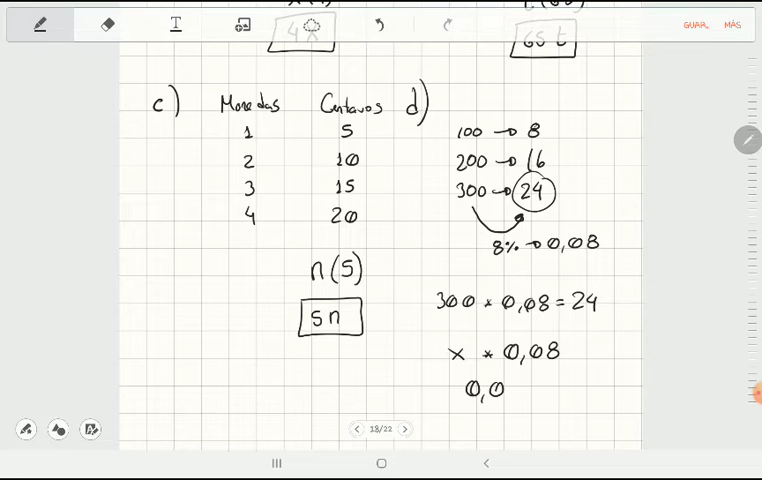 T GUAR. MÁS
4x 65 t
c) Monedas Centavos
1 5
2 10
3 15
4 20
n(5)
5n
d)
100 → 8
200 → 16
300 → 24
8% → 0,08
300 * 0,08 = 24
x * 0,08
0,0
18/22